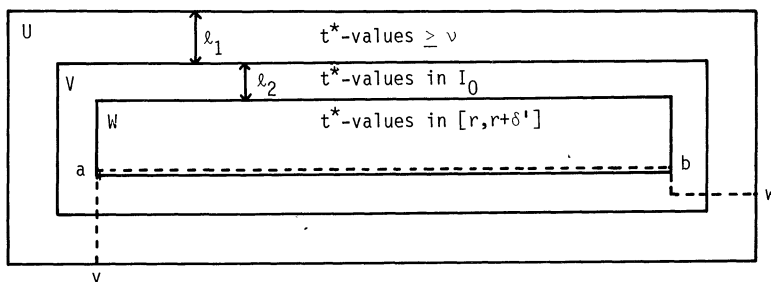 U
ℓ₁
t*-values ≥ ν
V
ℓ₂
t*-values in I₀
W
t*-values in [r,r+δ']
a
b
w
v